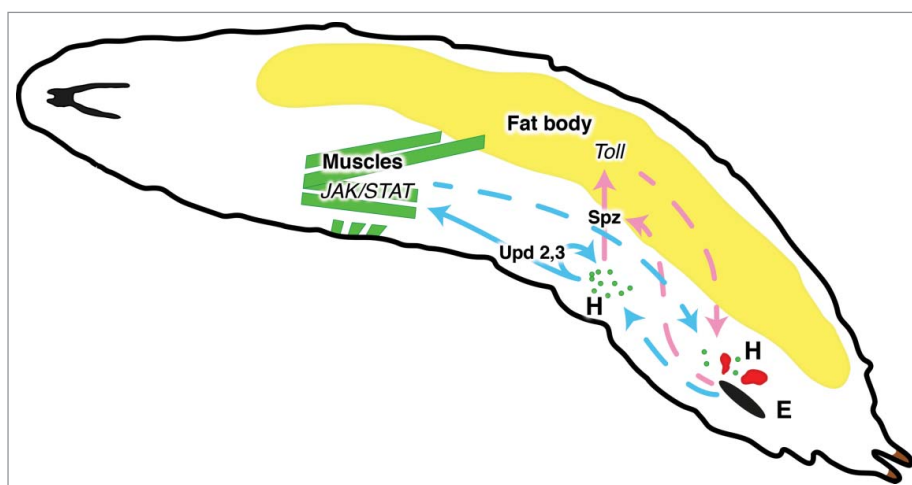 Fat body
Toll
Muscles
JAK/STAT
Spz
Upd 2,3
H
H
E